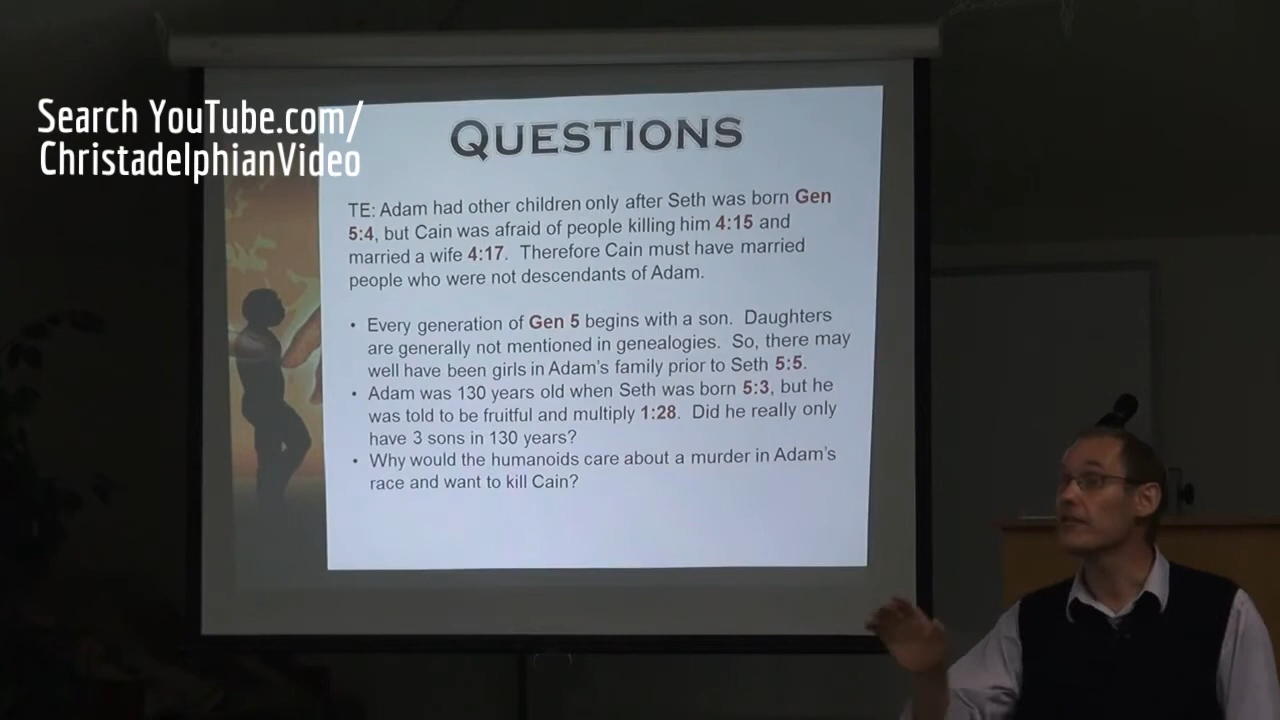 Search YouTube.com/
ChristadelphianVideo
QUESTIONS
TE: Adam had other children only after Seth was born Gen
5:4, but Cain was afraid of people killing him 4:15 and
married a wife 4:17. Therefore Cain must have married
people who were not descendants of Adam.
• Every generation of Gen 5 begins with a son. Daughters
are generally not mentioned in genealogies. So, there may
well have been girls in Adam's family prior to Seth 5:5.
• Adam was 130 years old when Seth was born 5:3, but he
was told to be fruitful and multiply 1:28. Did he really only
have 3 sons in 130 years?
• Why would the humanoids care about a murder in Adam's
race and want to kill Cain?